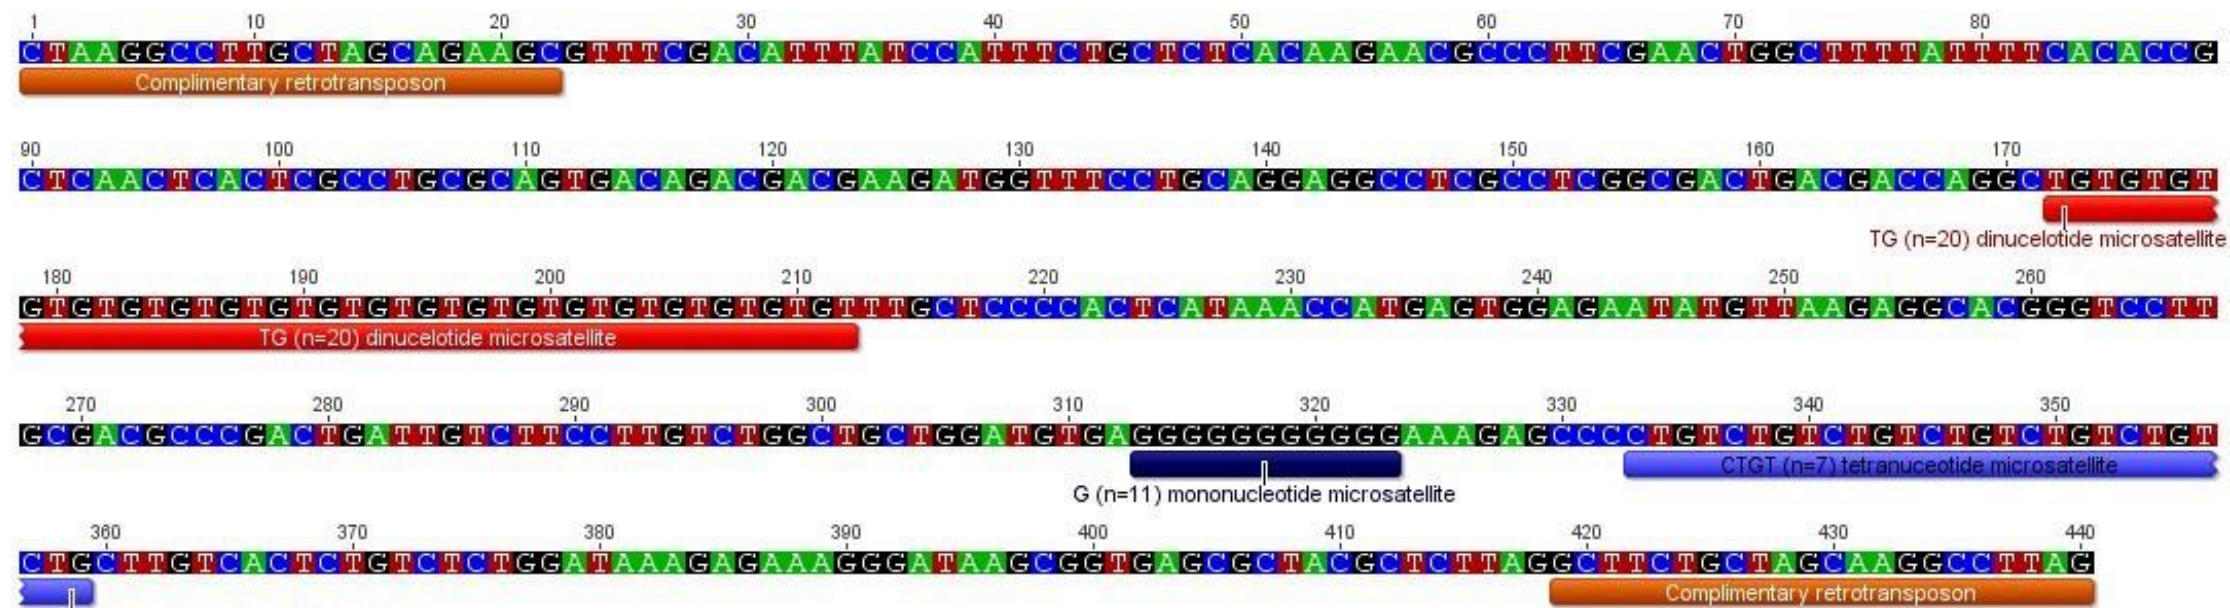 1 10 20 30 40 50 60 70 80
CTAAGGCCTTGCTAGCAGAAGCGTTTCGACATTTATCCATTTCTGCTCTCACAAGAACGCCCTTCGAACTGGCTTTTATTTTCACACCG
Complimentary retrotransposon
90 100 110 120 130 140 150 160 170
CTCAACTCACTCGCCTGCGCAGTGACAGACGACGAAGATGGTTTCCTGCAGGAGGCCTCGCCTCGGCGACTGACGACCAGGCTGTGTGT
TG (n=20) dinucelotide microsatellite
180 190 200 210 220 230 240 250 260
GTGTGTGTGTGTGTGTGTGTGTGTGTGTGTGTGTTTGCTCCCCACTCATAAACCATGAGTGGAGAATATGTTAAGAGGCACGGGTCCTT
TG (n=20) dinucelotide microsatellite
270 280 290 300 310 320 330 340 350
GCGACGCCCGACTGATTGTCTTCCTTGTCTGGCTGCTGGATGTGAGGGGGGGGGGGAAAGAGCCCCTGTCTGTCTGTCTGTCTGTCTGT
CTGT (n=7) tetranuceotide microsatellite
G (n=11) mononucleotide microsatellite
360 370 380 390 400 410 420 430 440
CTGCTTGTCACTCTGTCTCTGGATAAAGAGAAAGGGATAAGCGGTGAGCGCTACGCTCTTAGGCTTCTGCTAGCAAGGCCTTAG
Complimentary retrotransposon